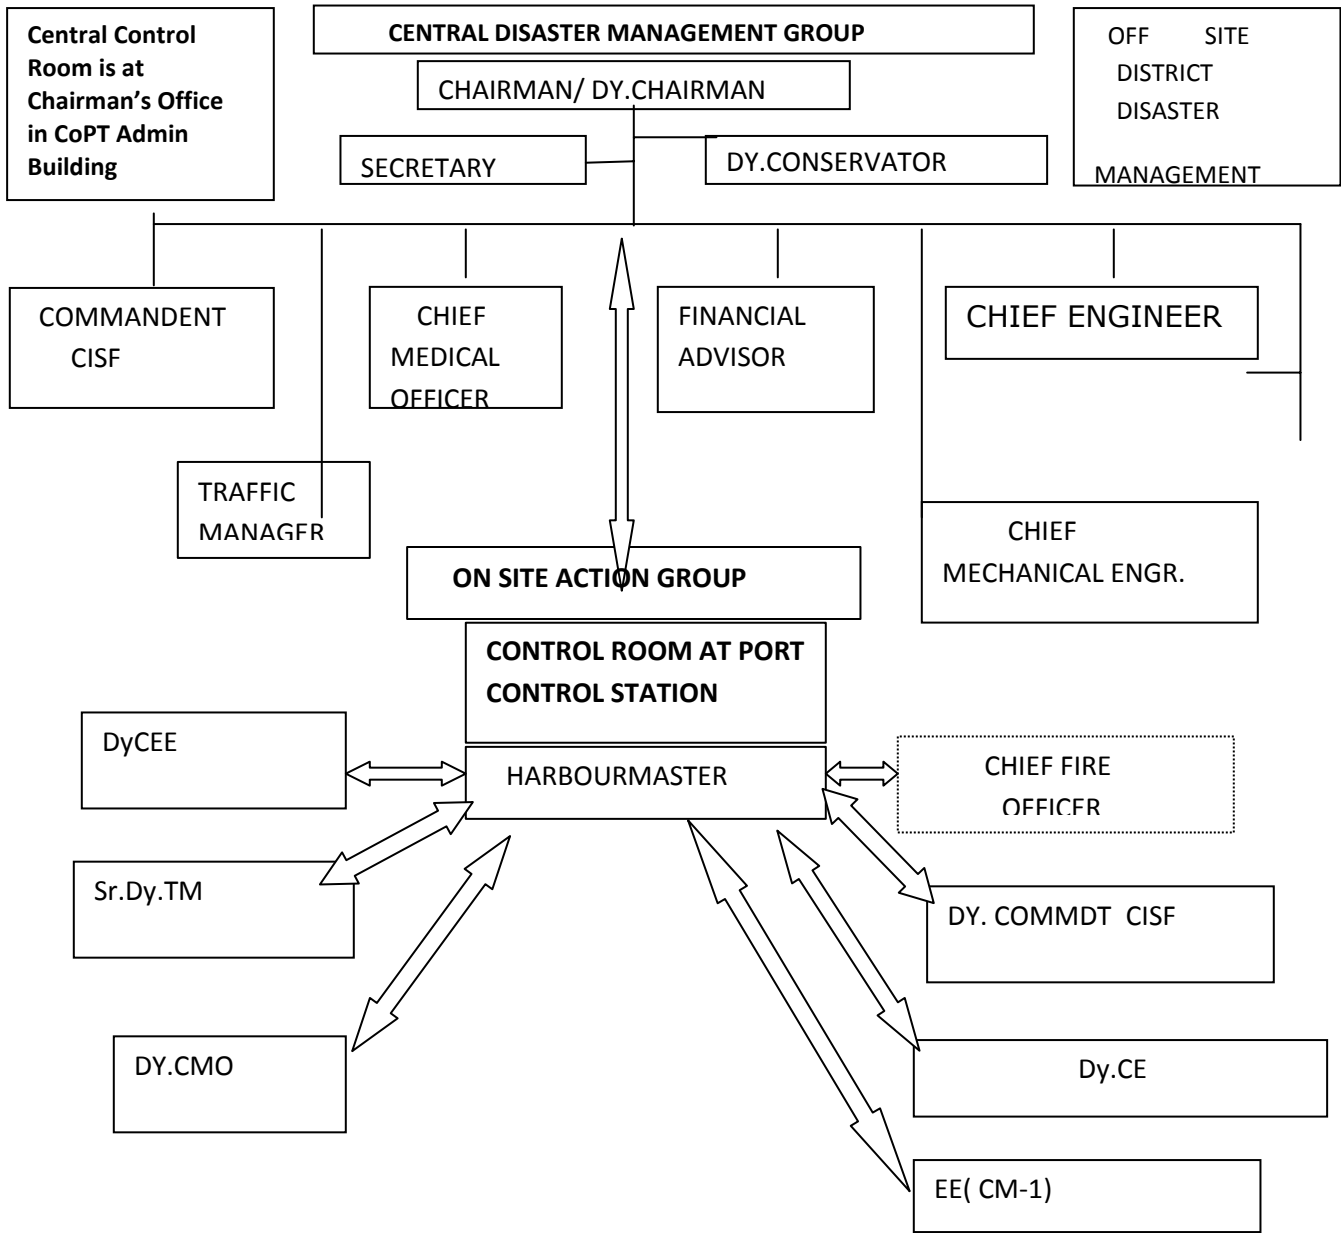 Central Control
Room is at
Chairman's Office
in CoPT Admin
Building
CENTRAL DISASTER MANAGEMENT GROUP
OFF SITE
DISTRICT
DISASTER
MANAGEMENT
CHAIRMAN/ DY.CHAIRMAN
SECRETARY
DY.CONSERVATOR
COMMANDENT
CISF
CHIEF
MEDICAL
OFFICER
FINANCIAL
ADVISOR
CHIEF ENGINEER
TRAFFIC
MANAGER
CHIEF
MECHANICAL ENGR.
ON SITE ACTION GROUP
CONTROL ROOM AT PORT
CONTROL STATION
DyCEE
HARBOURMASTER
CHIEF FIRE
OFFICER
Sr.Dy.TM
DY. COMMDT CISF
DY.CMO
Dy.CE
EE( CM-1)